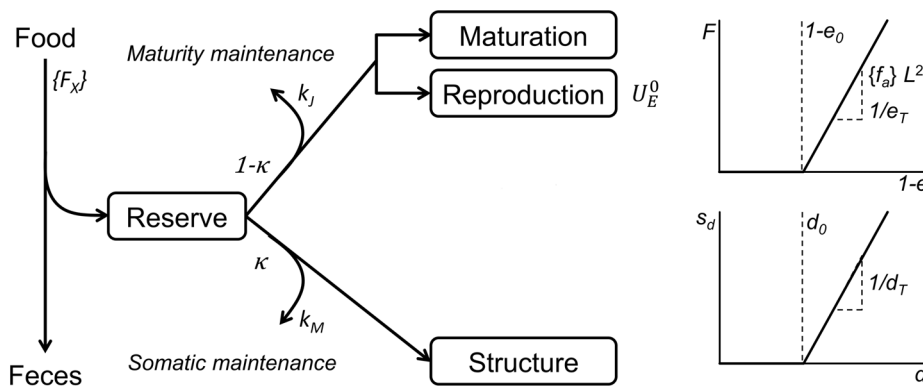 Food
{F_X}
Maturity maintenance
k_J
1-κ
Maturation
Reproduction
U_E^0
Reserve
κ
k_M
Somatic maintenance
Structure
Feces
F
1-e_0
{f_a} L^2
1/e_T
1-e
s_d
d_0
1/d_T